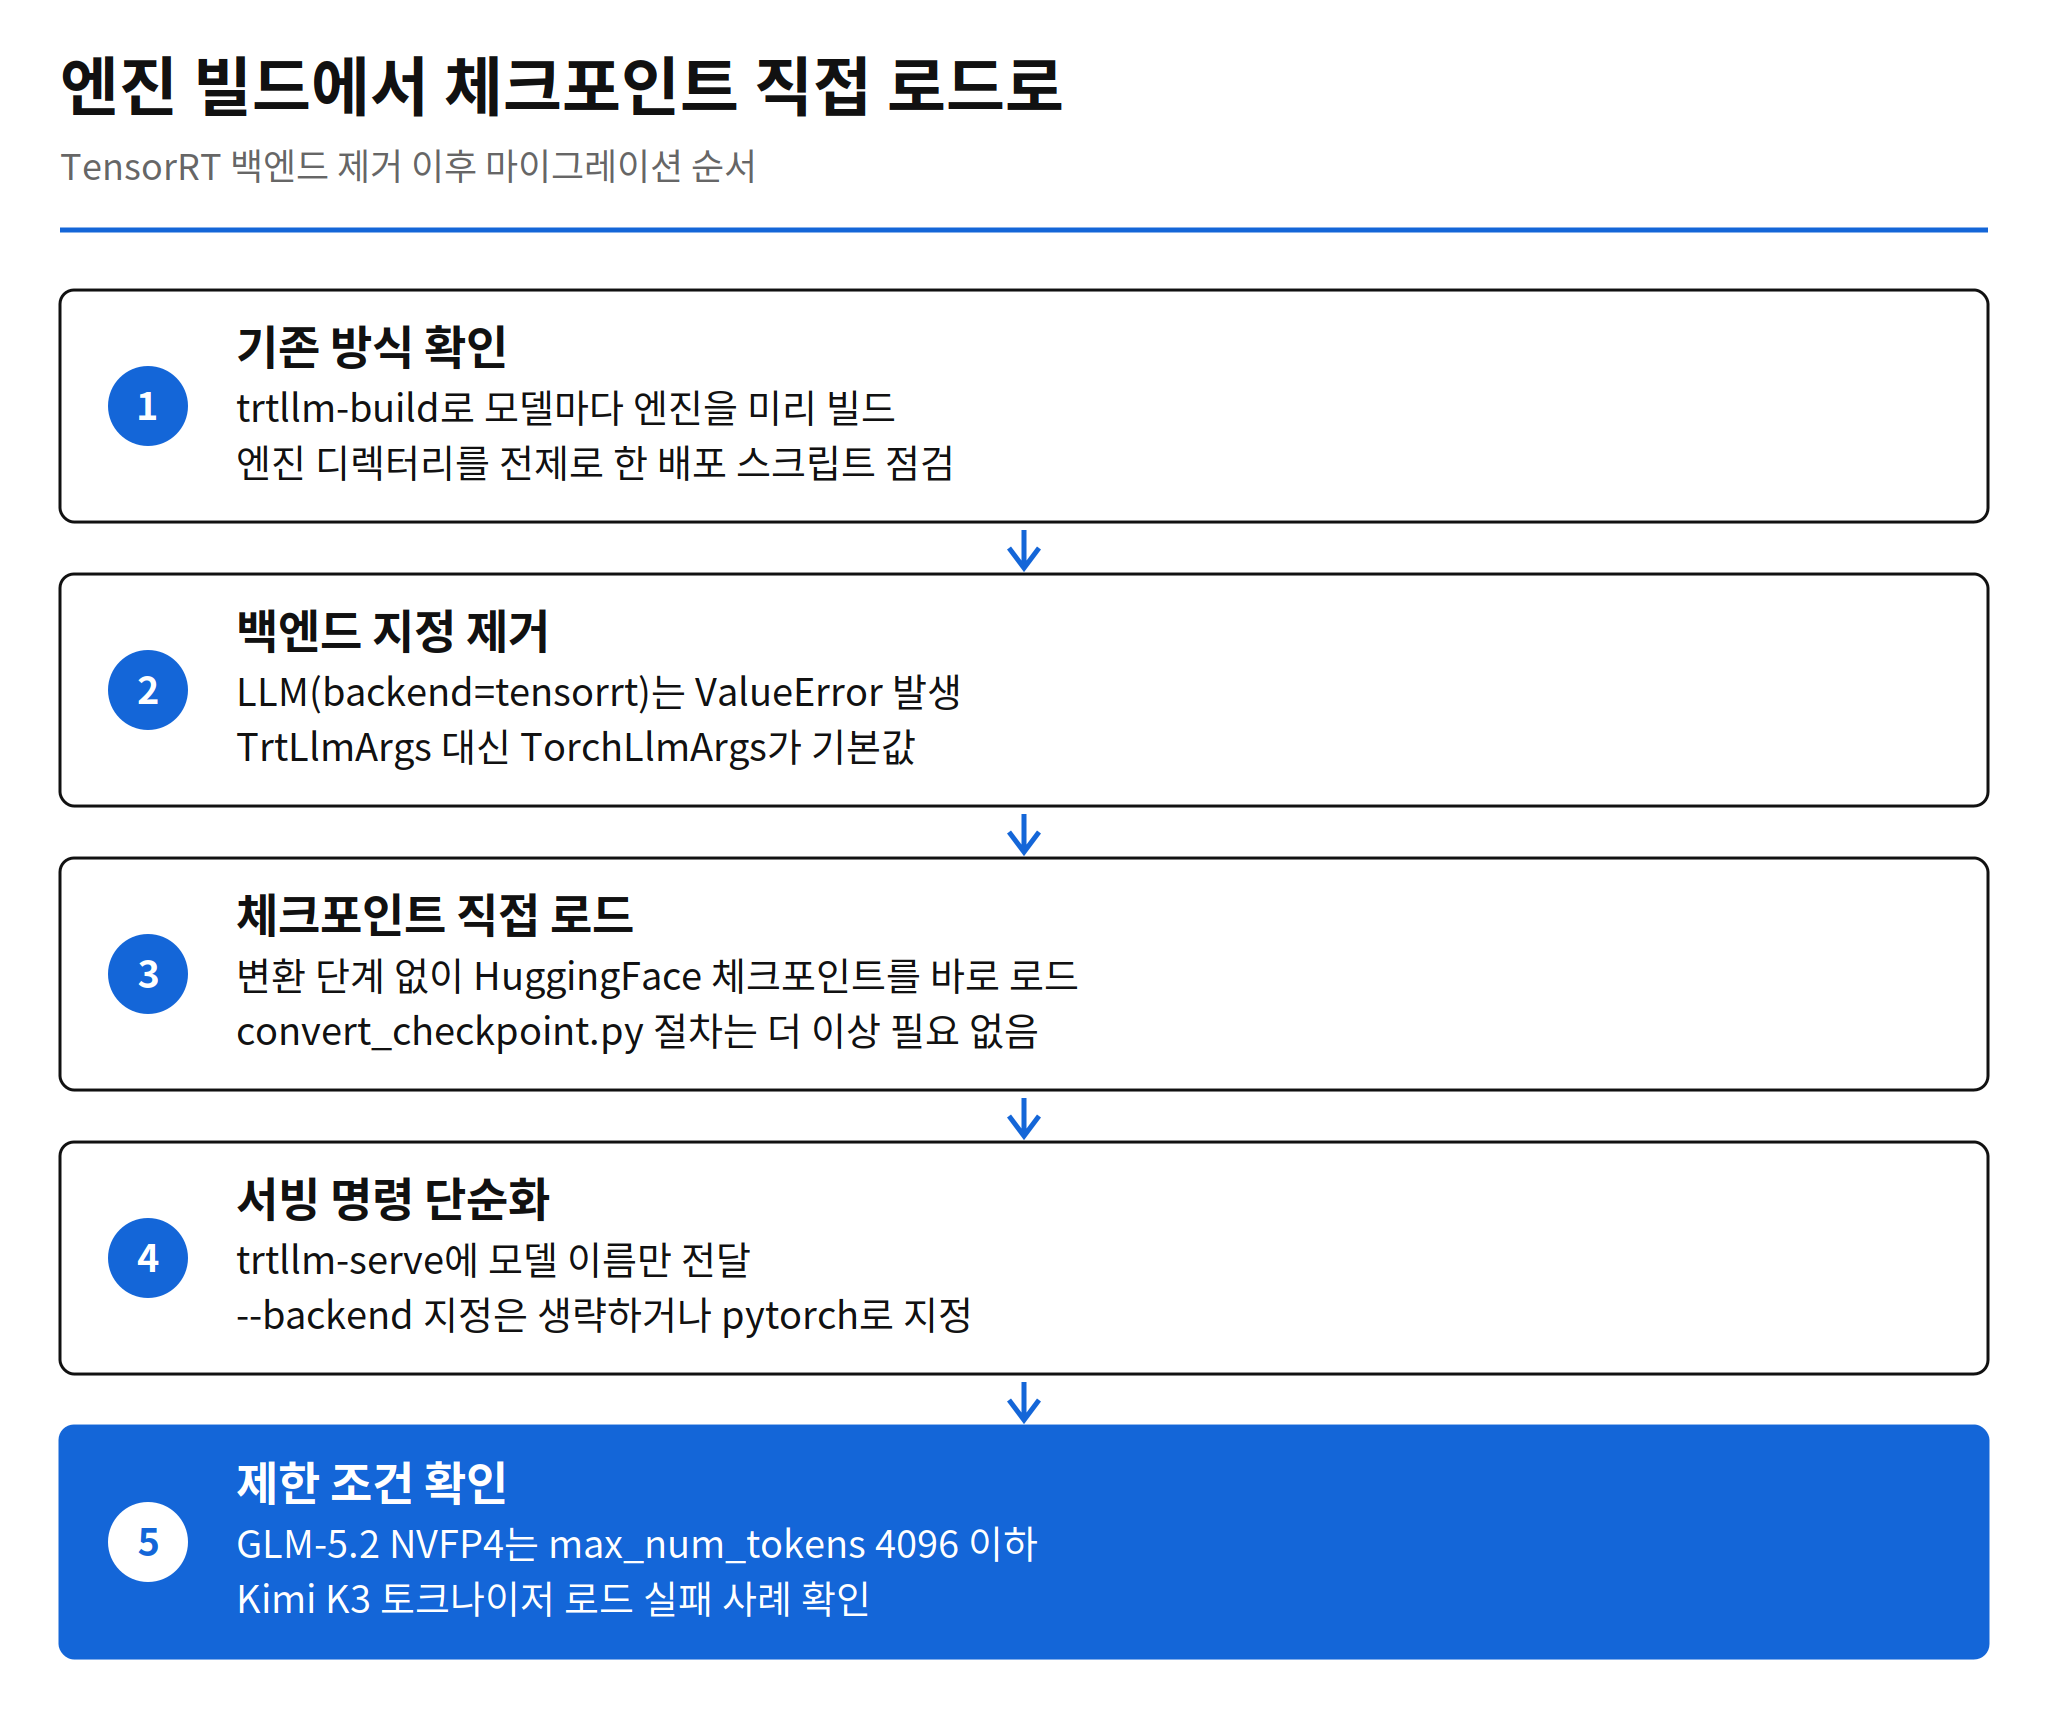 엔진 빌드에서 체크포인트 직접 로드로
TensorRT 백엔드 제거 이후 마이그레이션 순서
1
기존 방식 확인
trtllm-build로 모델마다 엔진을 미리 빌드
엔진 디렉터리를 전제로 한 배포 스크립트 점검
2
백엔드 지정 제거
LLM(backend=tensorrt)는 ValueError 발생
TrtLlmArgs 대신 TorchLlmArgs가 기본값
3
체크포인트 직접 로드
변환 단계 없이 HuggingFace 체크포인트를 바로 로드
convert_checkpoint.py 절차는 더 이상 필요 없음
4
서빙 명령 단순화
trtllm-serve에 모델 이름만 전달
--backend 지정은 생략하거나 pytorch로 지정
5
제한 조건 확인
GLM-5.2 NVFP4는 max_num_tokens 4096 이하
Kimi K3 토크나이저 로드 실패 사례 확인